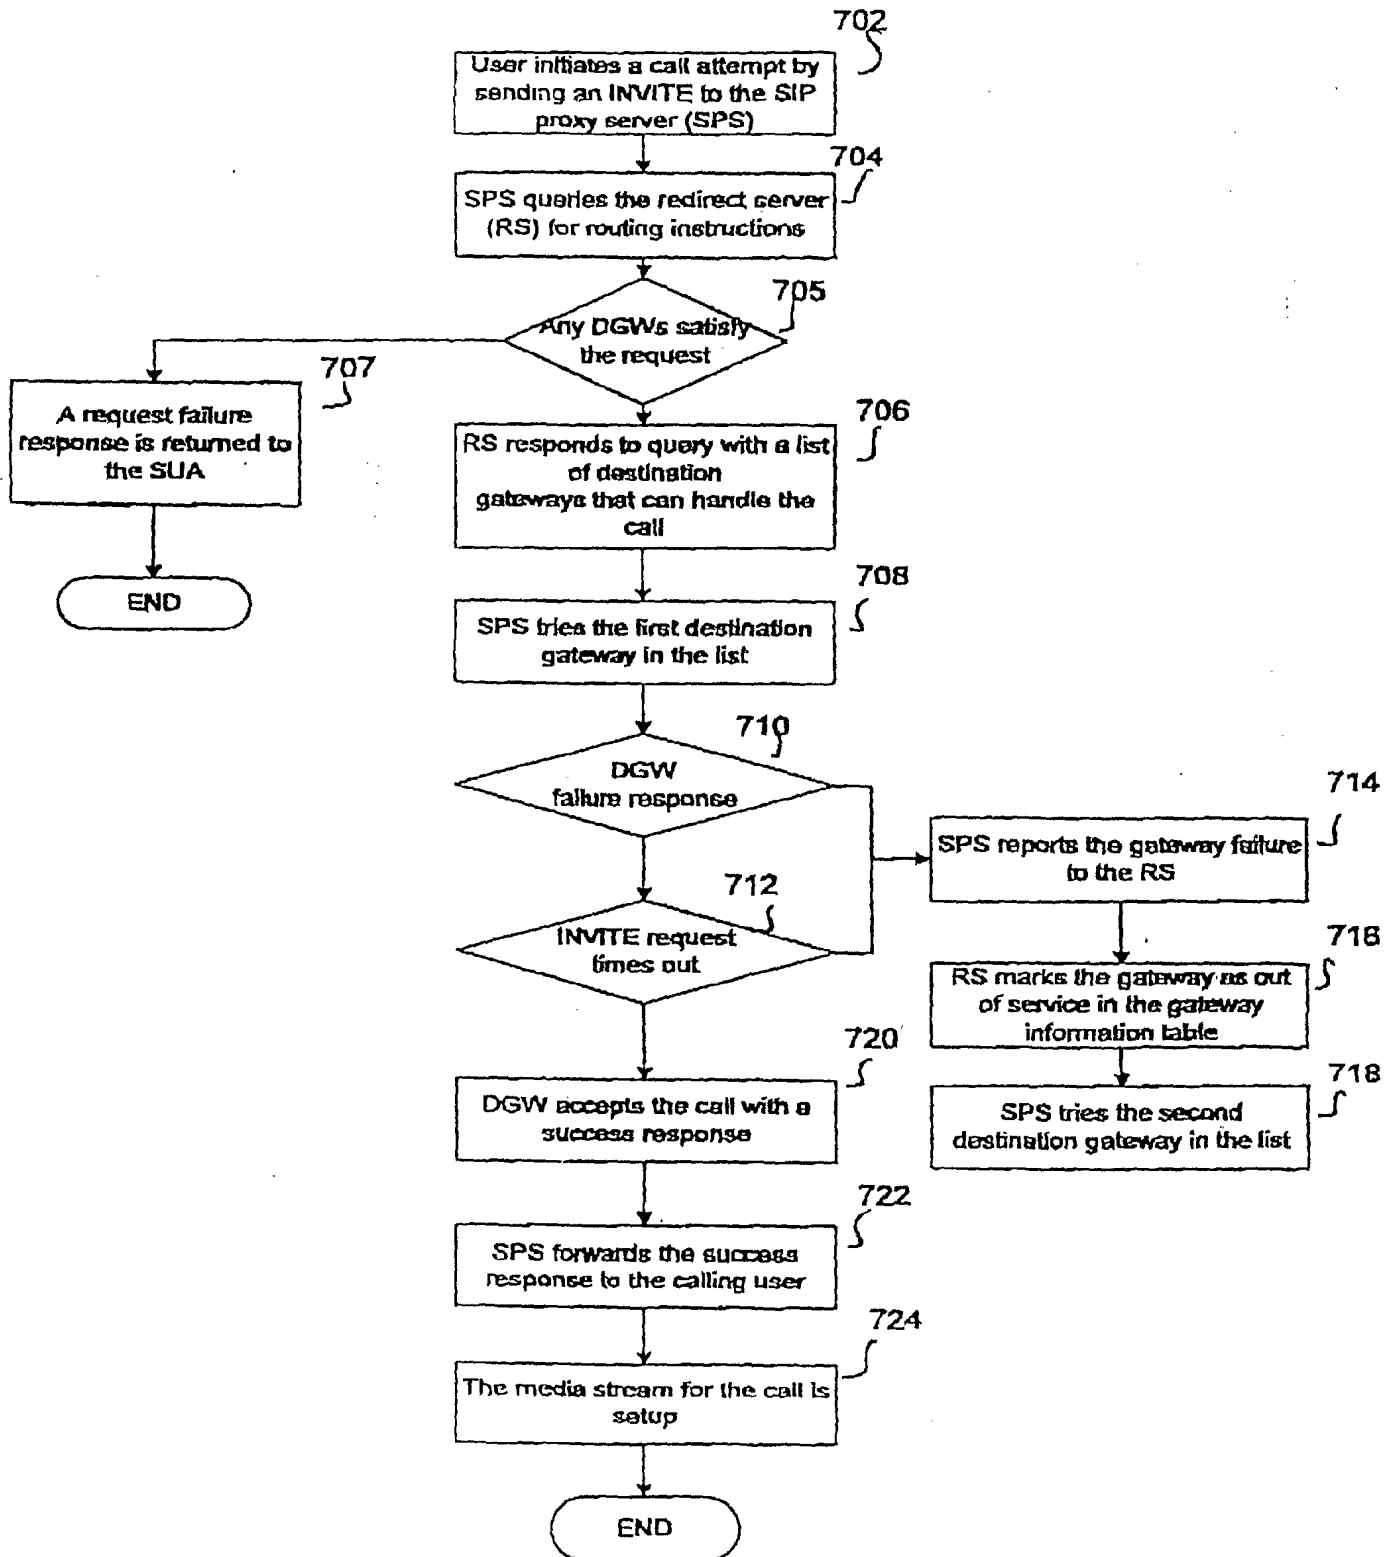 702
User initiates a call attempt by
sending an INVITE to the SIP
proxy server (SPS)
704
SPS queries the redirect server
(RS) for routing instructions
705
Any DGWs satisfy
the request
707
A request failure
response is returned to
the SUA
END
706
RS responds to query with a list
of destination
gateways that can handle the
call
708
SPS tries the first destination
gateway in the list
710
DGW
failure response
712
INVITE request
times out
714
SPS reports the gateway failure
to the RS
716
RS marks the gateway as out
of service in the gateway
information table
718
SPS tries the second
destination gateway in the list
720
DGW accepts the call with a
success response
722
SPS forwards the success
response to the calling user
724
The media stream for the call is
setup
END